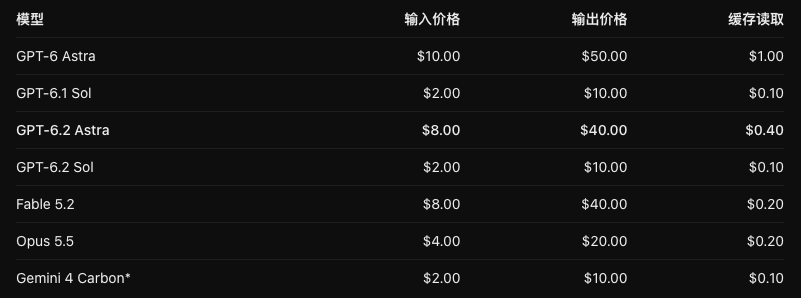 模型 输入价格 输出价格 缓存读取
GPT-6 Astra $10.00 $50.00 $1.00
GPT-6.1 Sol $2.00 $10.00 $0.10
GPT-6.2 Astra $8.00 $40.00 $0.40
GPT-6.2 Sol $2.00 $10.00 $0.10
Fable 5.2 $8.00 $40.00 $0.20
Opus 5.5 $4.00 $20.00 $0.20
Gemini 4 Carbon* $2.00 $10.00 $0.10